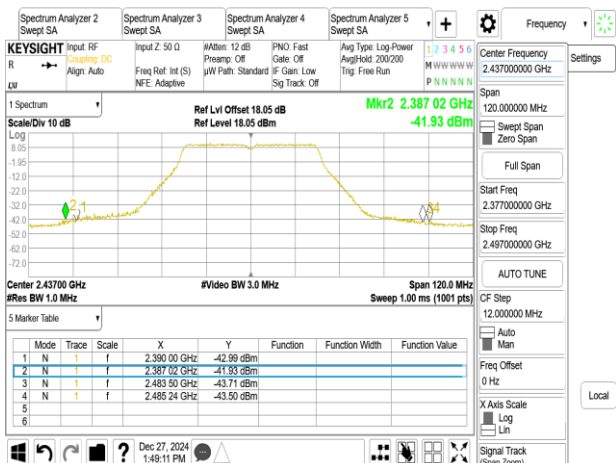 Spectrum Analyzer 2
Swept SA
Spectrum Analyzer 3
Swept SA
Spectrum Analyzer 4
Swept SA
Spectrum Analyzer 5
Swept SA
Frequency
KEYSIGHT
R
Input: RF
Coupling: DC
Align: Auto
Input Z: 50 Ω
Freq Ref: Int (S)
NFE: Adaptive
#Atten: 12 dB
Preamp: Off
µW Path: Standard
PNO: Fast
Gate: Off
IF Gain: Low
Sig Track: Off
Avg Type: Log-Power
Avg|Hold: 200/200
Trig: Free Run
1 2 3 4 5 6
M W W W W W
P N N N N N
Settings
Center Frequency
2.437000000 GHz
Span
120.000000 MHz
Swept Span
Zero Span
Full Span
Start Freq
2.377000000 GHz
Stop Freq
2.497000000 GHz
AUTO TUNE
CF Step
12.000000 MHz
Auto
Man
Freq Offset
0 Hz
X Axis Scale
Log
Lin
Signal Track
(Span Zoom)
Local
1 Spectrum
Scale/Div 10 dB
Ref Lvl Offset 18.05 dB
Ref Level 18.05 dBm
Mkr2 2.387 02 GHz
-41.93 dBm
Log
8.05
-1.95
-12.0
-22.0
-32.0
-42.0
-52.0
-62.0
-72.0
2 1
4
Center 2.43700 GHz
#Res BW 1.0 MHz
#Video BW 3.0 MHz
Span 120.0 MHz
Sweep 1.00 ms (1001 pts)
5 Marker Table
Mode Trace Scale X Y Function Function Width Function Value
1 N 1 f 2.390 00 GHz -42.99 dBm
2 N 1 f 2.387 02 GHz -41.93 dBm
3 N 1 f 2.483 50 GHz -43.71 dBm
4 N 1 f 2.485 24 GHz -43.50 dBm
5
6
?
Dec 27, 2024
1:49:11 PM